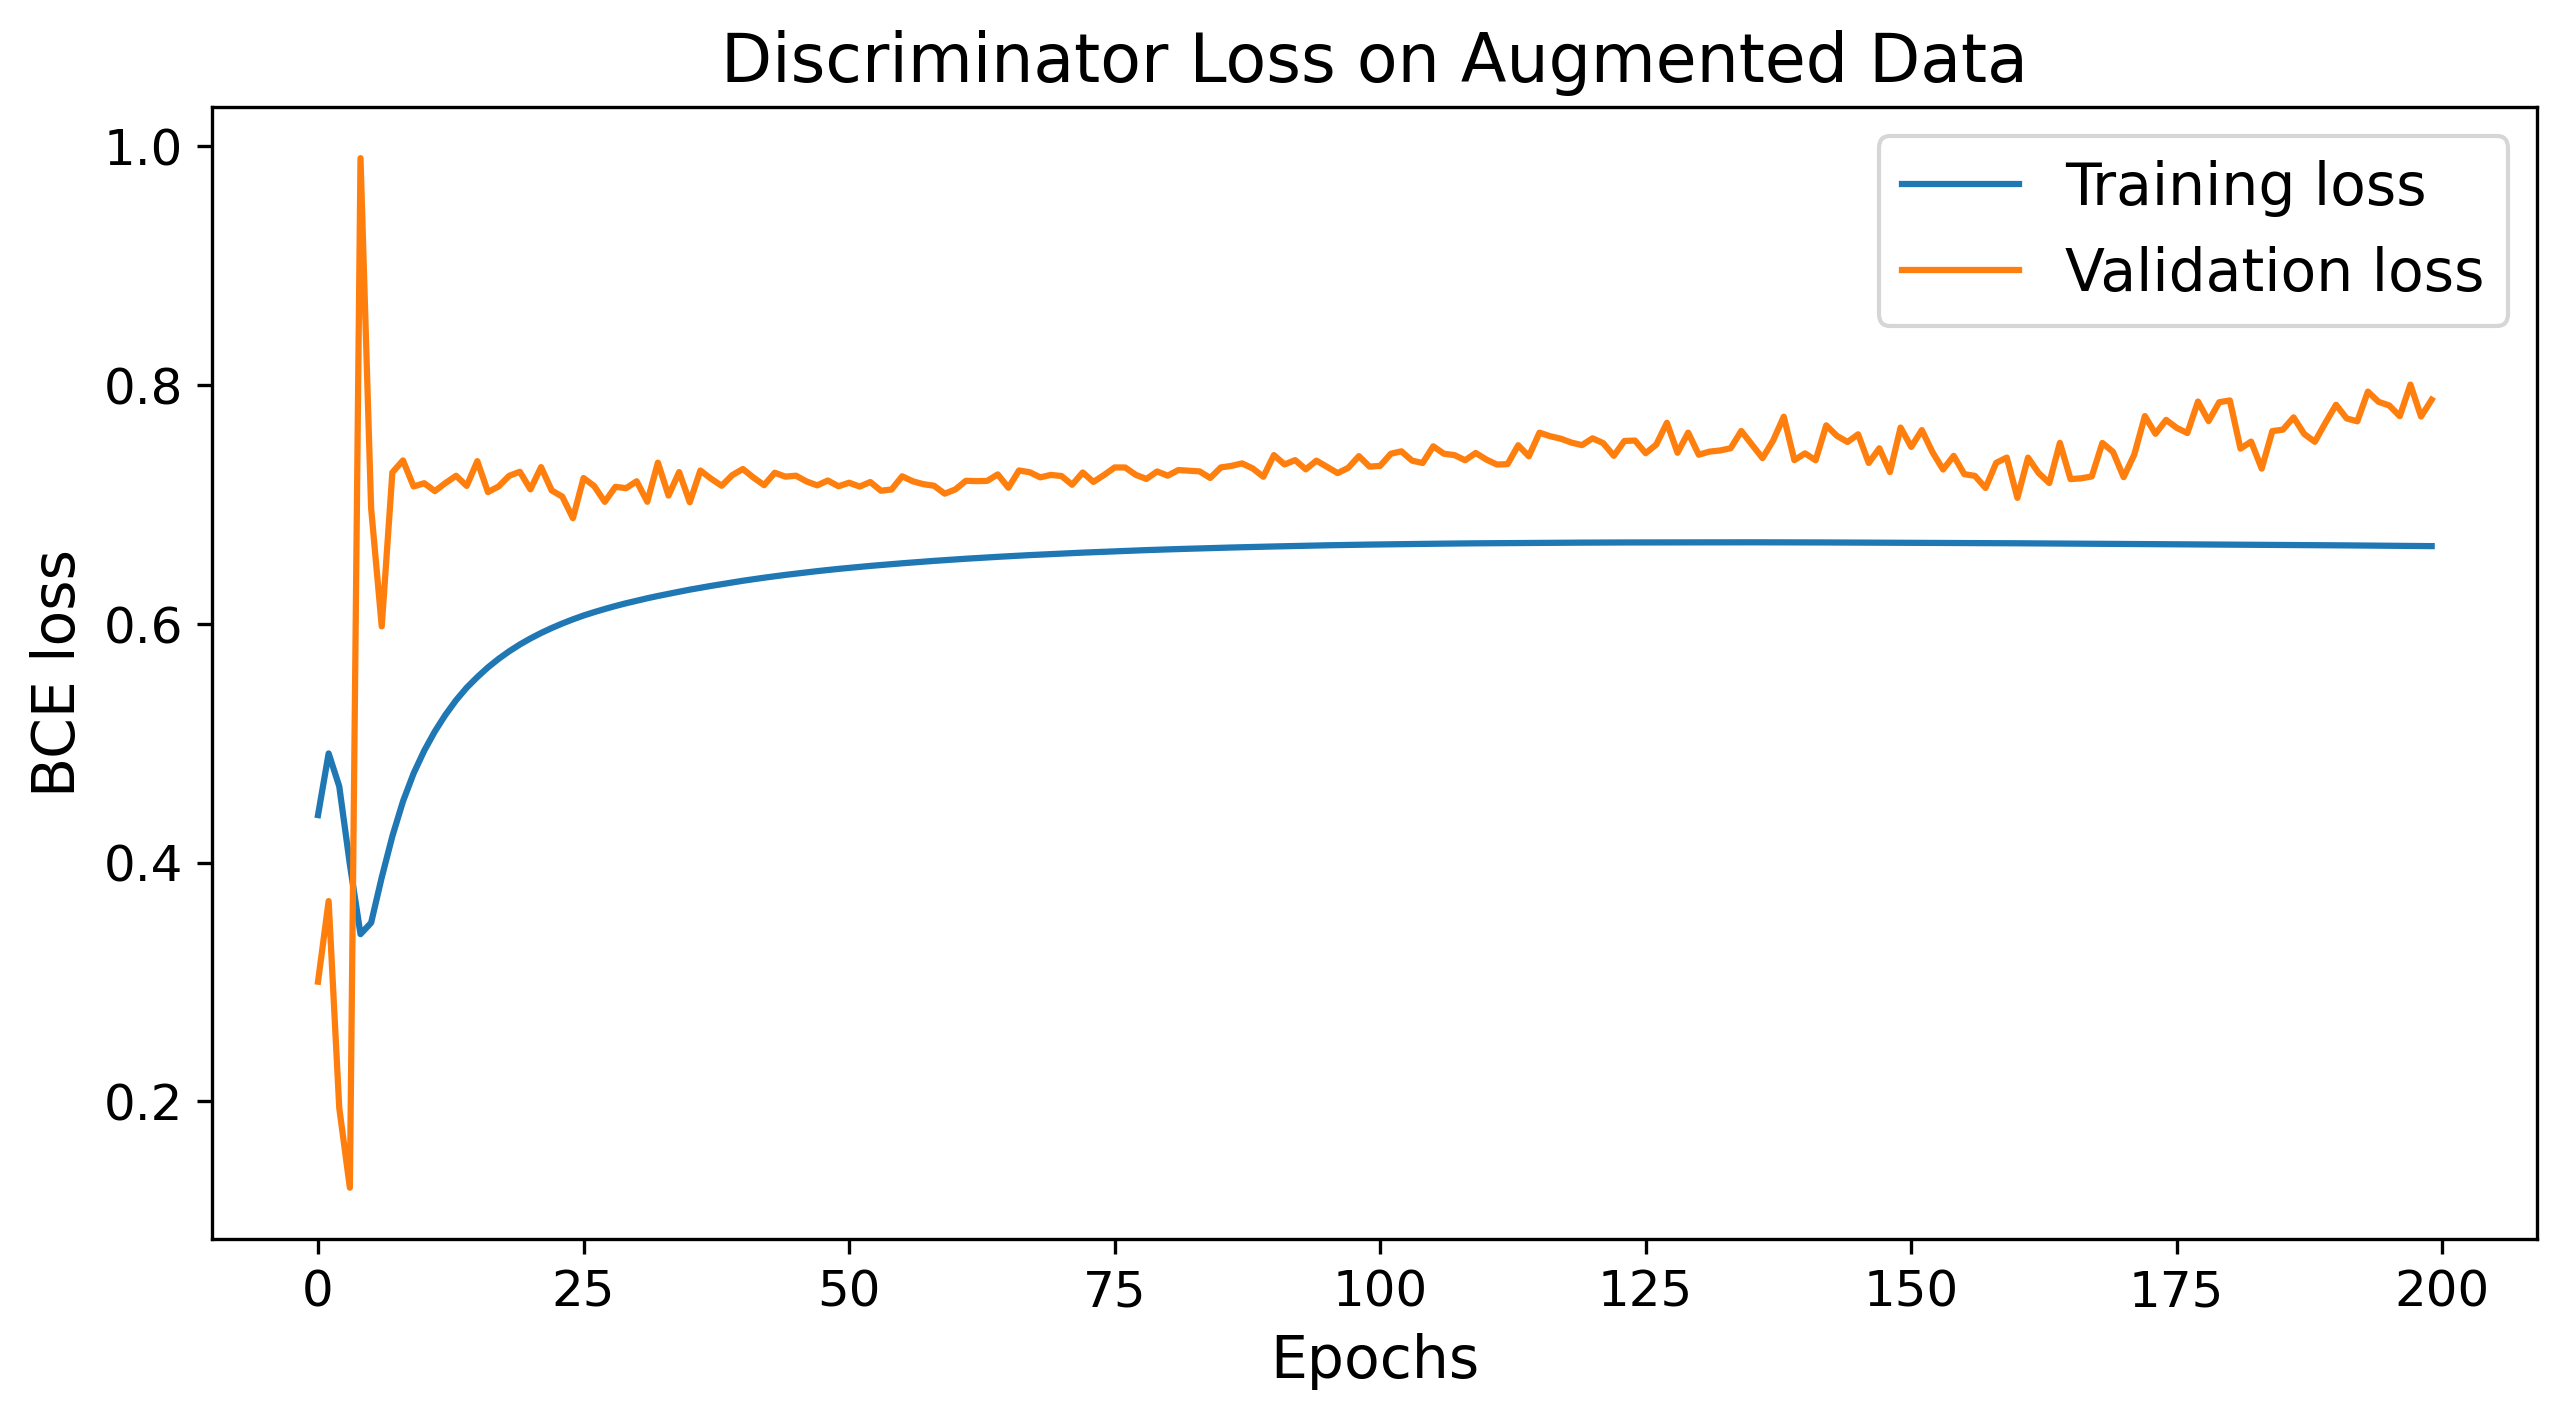 Discriminator Loss on Augmented Data
Training loss
Validation loss
BCE loss
1.0
0.8
0.6
0.4
0.2
0 25 50 75 100 125 150 175 200
Epochs